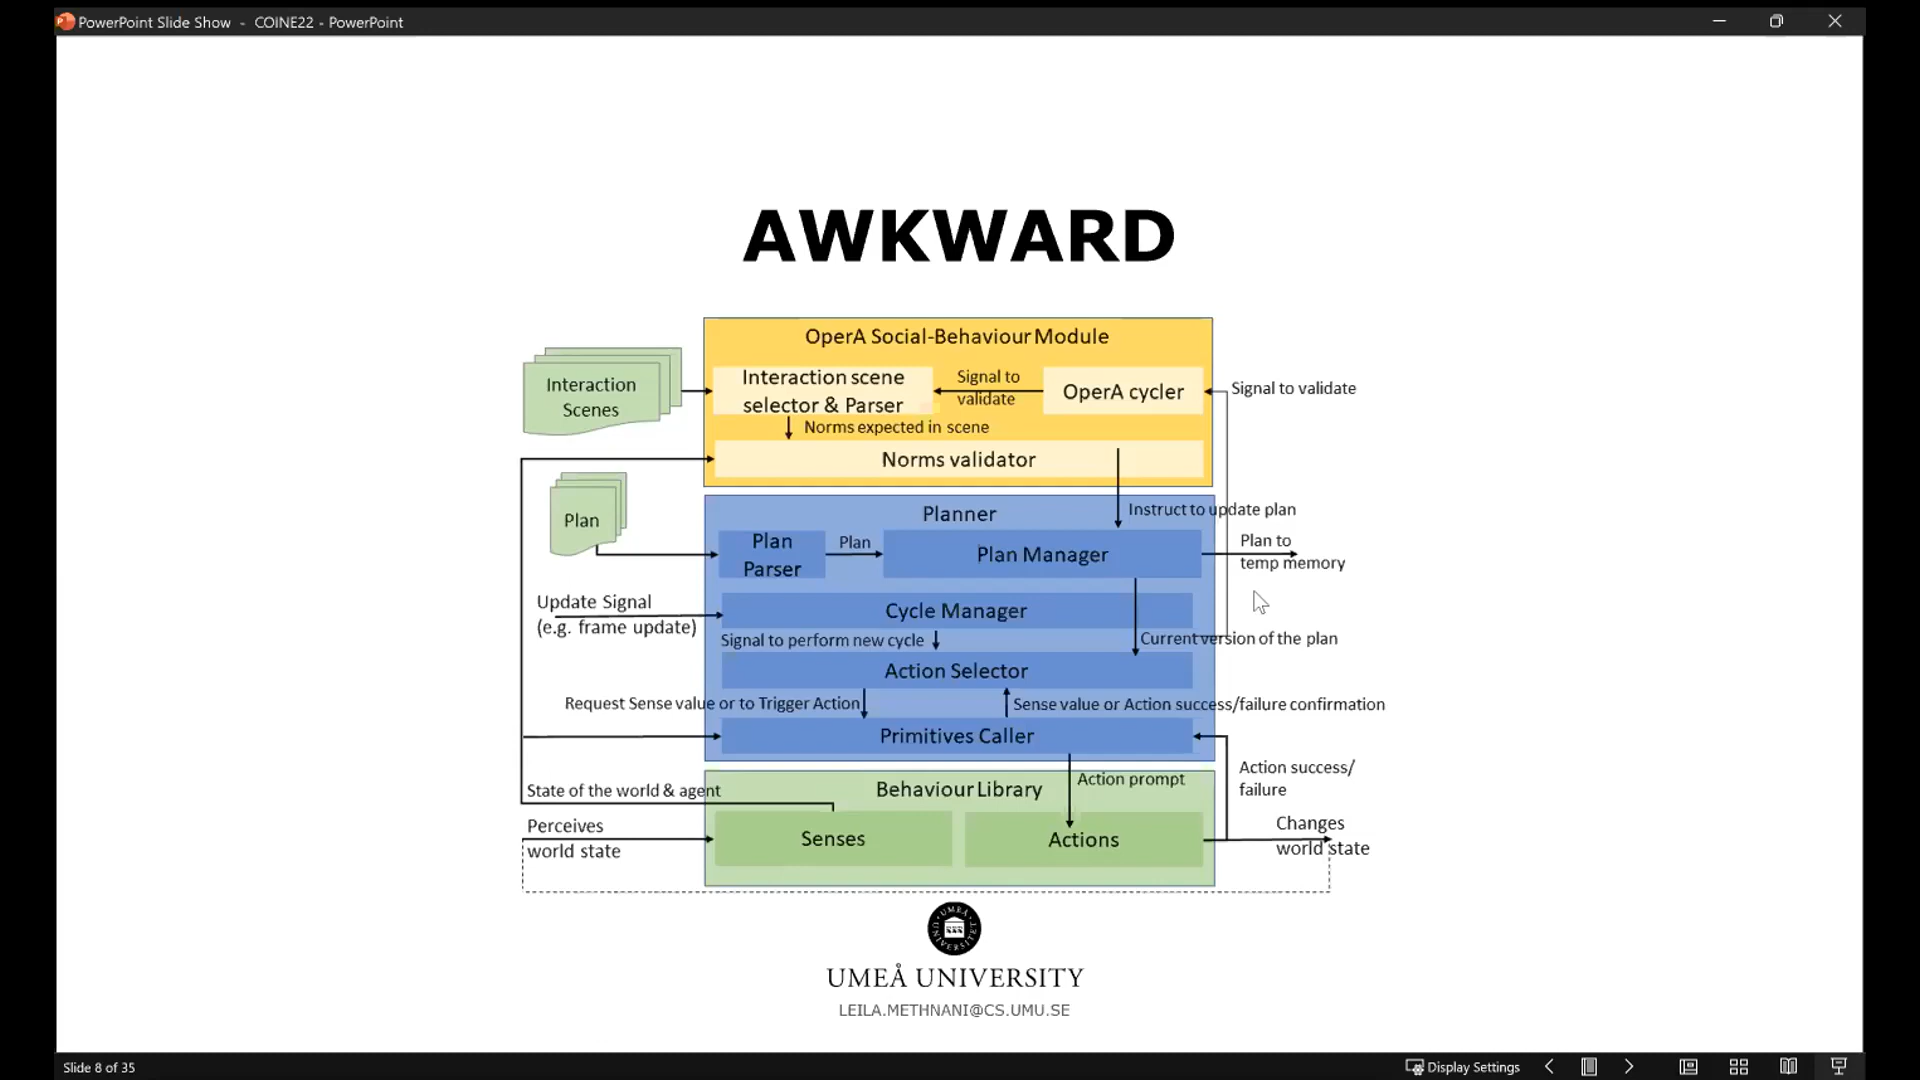 PowerPoint Slide Show - COINE22 - PowerPoint
AWKWARD
OperA Social-Behaviour Module
Interaction
Scenes
Interaction scene
selector & Parser
Signal to
validate
OperA cycler
Signal to validate
Norms expected in scene
Norms validator
Instruct to update plan
Plan
Planner
Plan
Parser
Plan
Plan Manager
Plan to
temp memory
Update Signal
(e.g. frame update)
Cycle Manager
Signal to perform new cycle
Current version of the plan
Action Selector
Request Sense value or to Trigger Action
Sense value or Action success/failure confirmation
Primitives Caller
Action prompt
Action success/
failure
State of the world & agent
Behaviour Library
Perceives
world state
Senses
Actions
Changes
world state
UMEÅ UNIVERSITY
LEILA.METHNANI@CS.UMU.SE
Slide 8 of 35
Display Settings